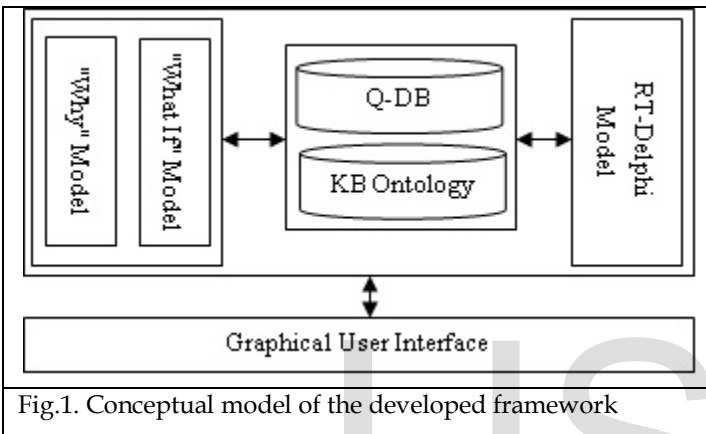 "Why" Model
"What If" Model
Q-DB
KB Ontology
RT-Delphi
Model
Graphical User Interface
Fig.1. Conceptual model of the developed framework